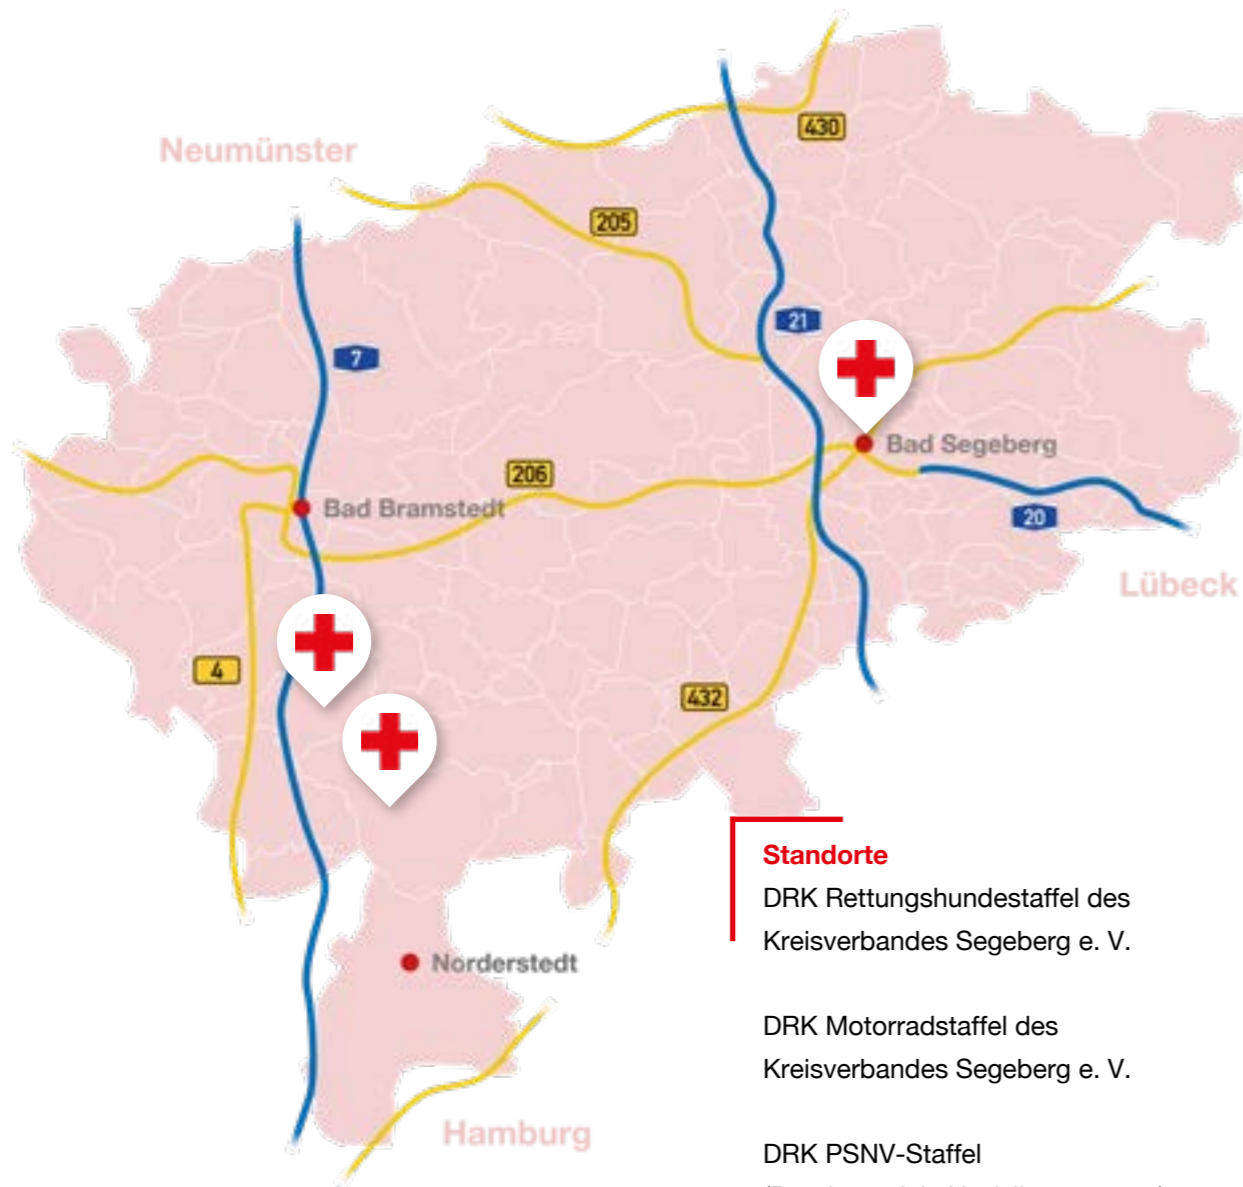 430
Neumünster
205
21
7
Bad Segeberg
206
Bad Bramstedt
20
Lübeck
4
432
Standorte
DRK Rettungshundestaffel des
Kreisverbandes Segeberg e. V.
Norderstedt
DRK Motorradstaffel des
Kreisverbandes Segeberg e. V.
Hamburg
DRK PSNV-Staffel